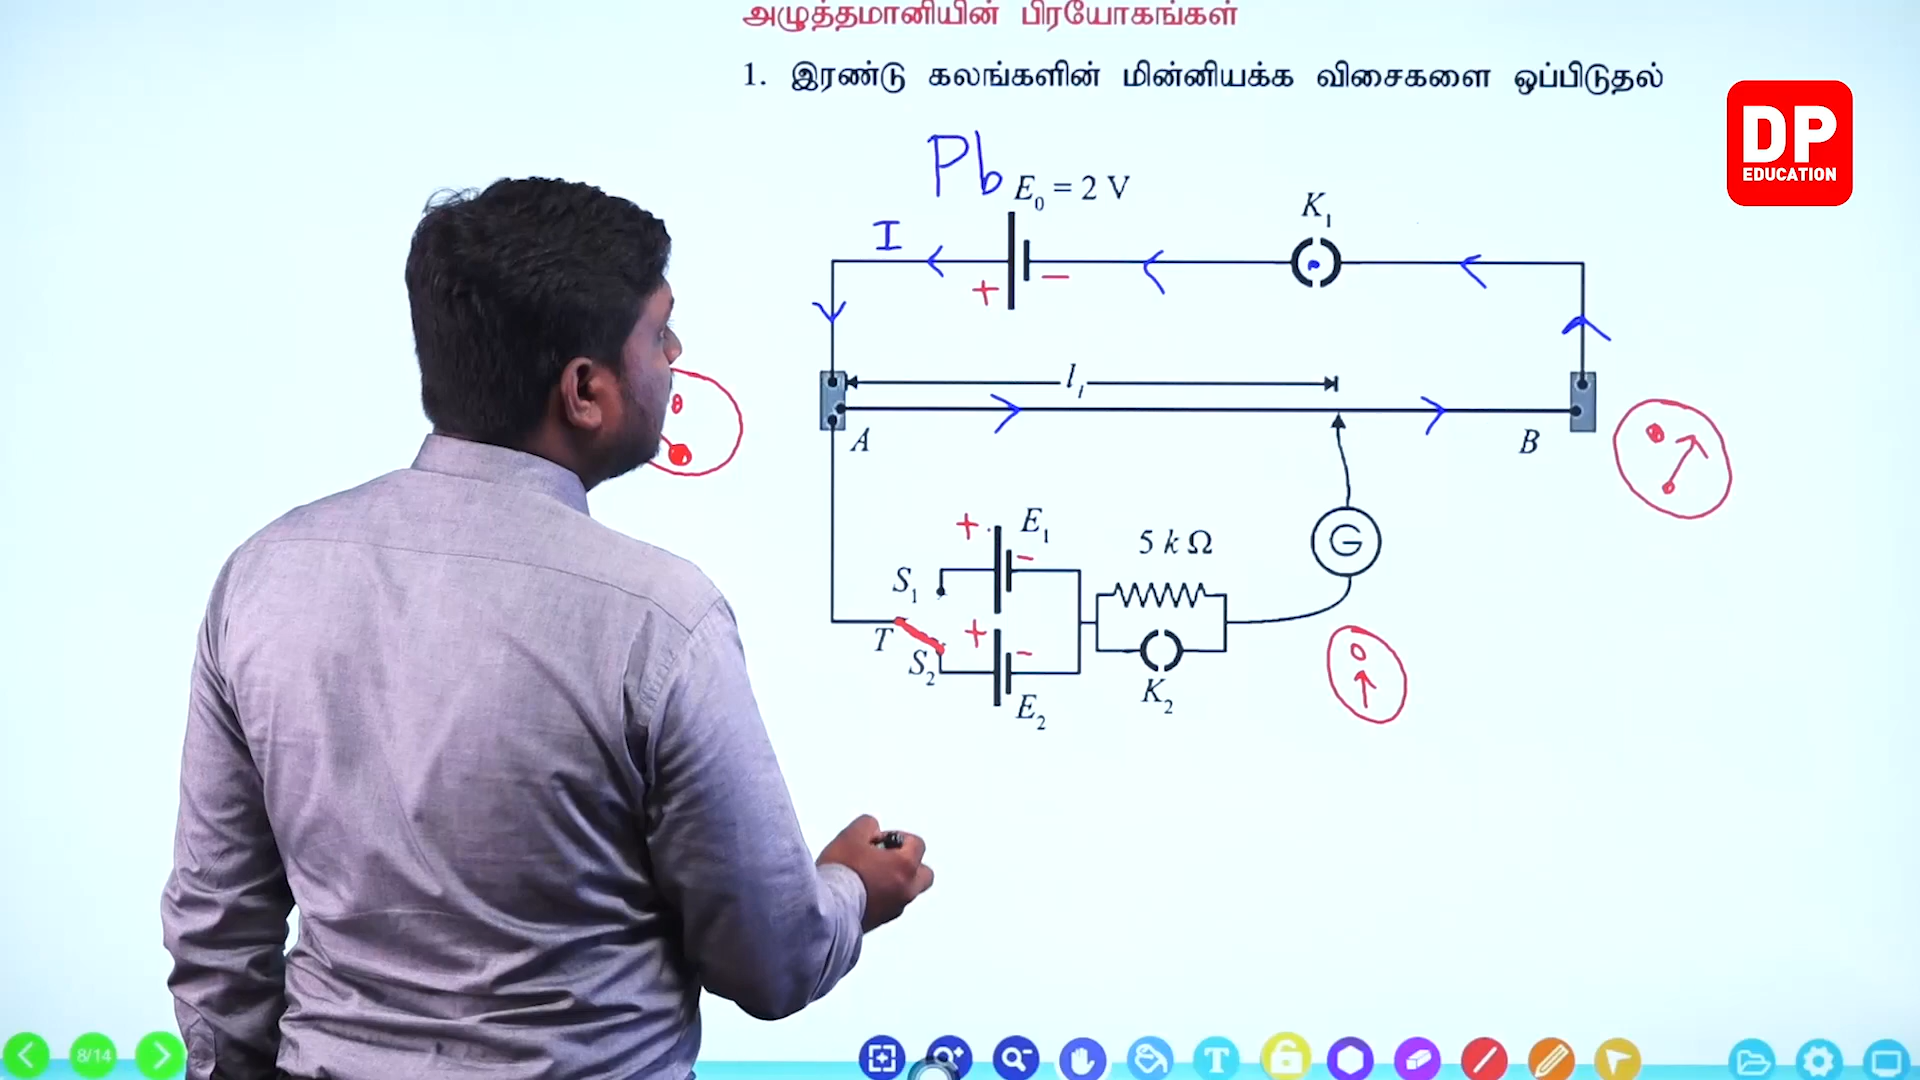 அழுத்தமானியின் பிரயோகங்கள்
1. இரண்டு கலங்களின் மின்னியக்க விசைகளை ஒப்பிடுதல்
DP
EDUCATION
Pb
E₀ = 2 V
K₁
I
+ −
l₁
A
B
+ E₁ −
5 k Ω
G
S₁
T
+ −
S₂
E₂
K₂
8/14
T